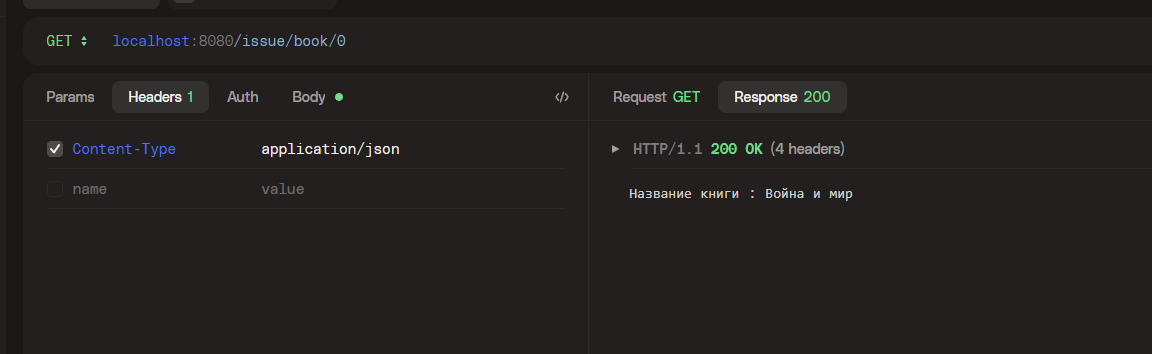 GET localhost:8080/issue/book/0
Params Headers 1 Auth Body </> Request GET Response 200
Content-Type application/json
HTTP/1.1 200 OK (4 headers)
name value
Название книги : Война и мир